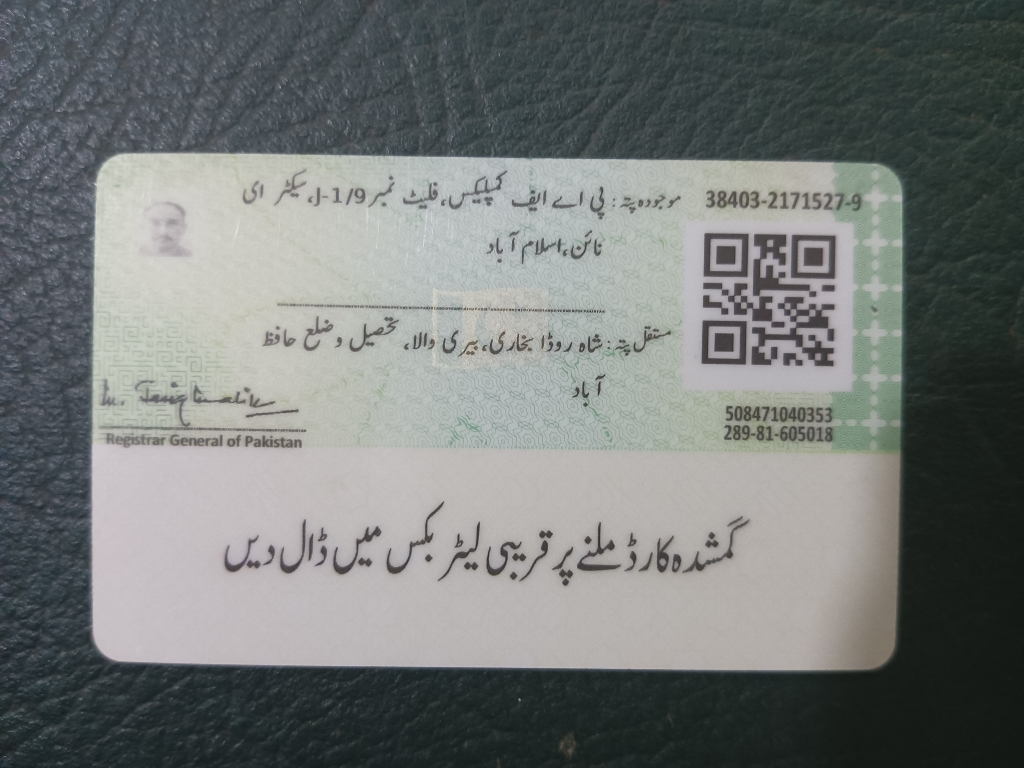 موجودہ پتہ: پی اے ایف کمپلیکس، فلیٹ نمبر J-1/9، سیکٹر ای
نائن، اسلام آباد
38403-2171527-9
مستقل پتہ: شاہ روڈا بخاری، بیری والا، تحصیل و ضلع حافظ
آباد
508471040353
289-81-605018
Registrar General of Pakistan
گمشدہ کارڈ ملنے پر قریبی لیٹر بکس میں ڈال دیں